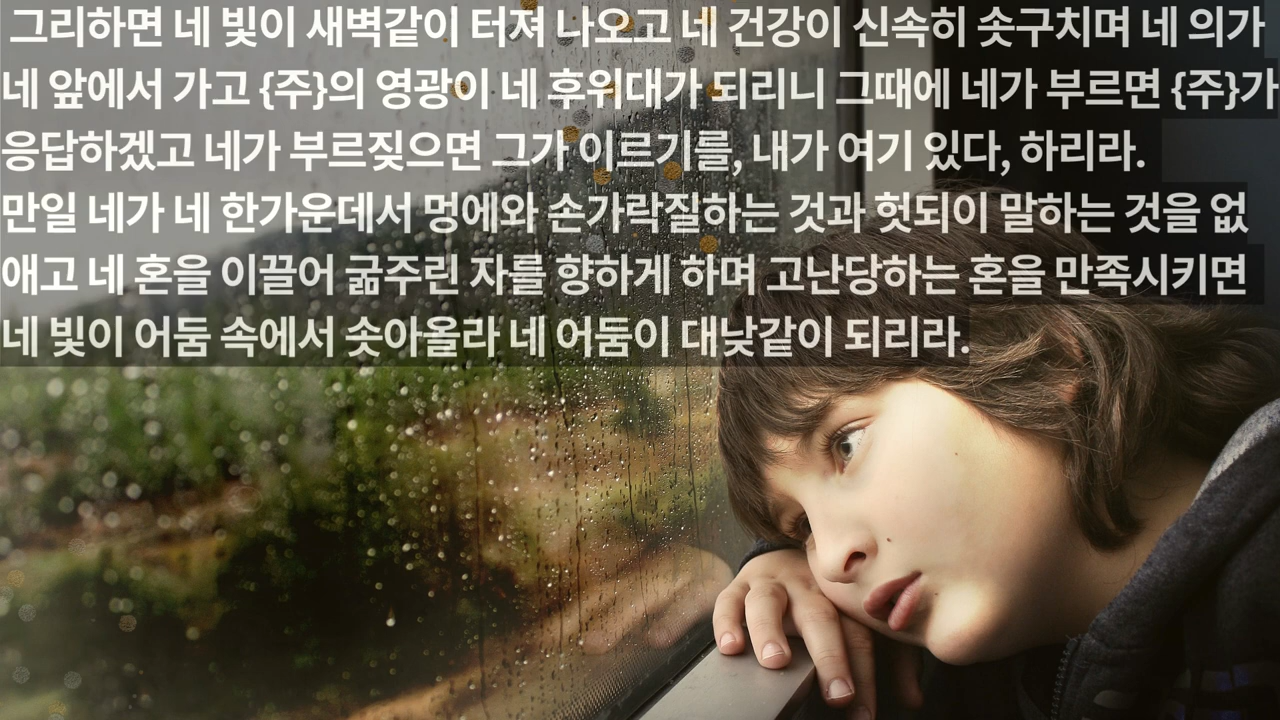 그리하면 네 빛이 새벽같이 터져 나오고 네 건강이 신속히 솟구치며 네 의가
네 앞에서 가고 {주}의 영광이 네 후위대가 되리니 그때에 네가 부르면 {주}가
응답하겠고 네가 부르짖으면 그가 이르기를, 내가 여기 있다, 하리라.
만일 네가 네 한가운데서 멍에와 손가락질하는 것과 헛되이 말하는 것을 없
애고 네 혼을 이끌어 굶주린 자를 향하게 하며 고난당하는 혼을 만족시키면
네 빛이 어둠 속에서 솟아올라 네 어둠이 대낮같이 되리라.